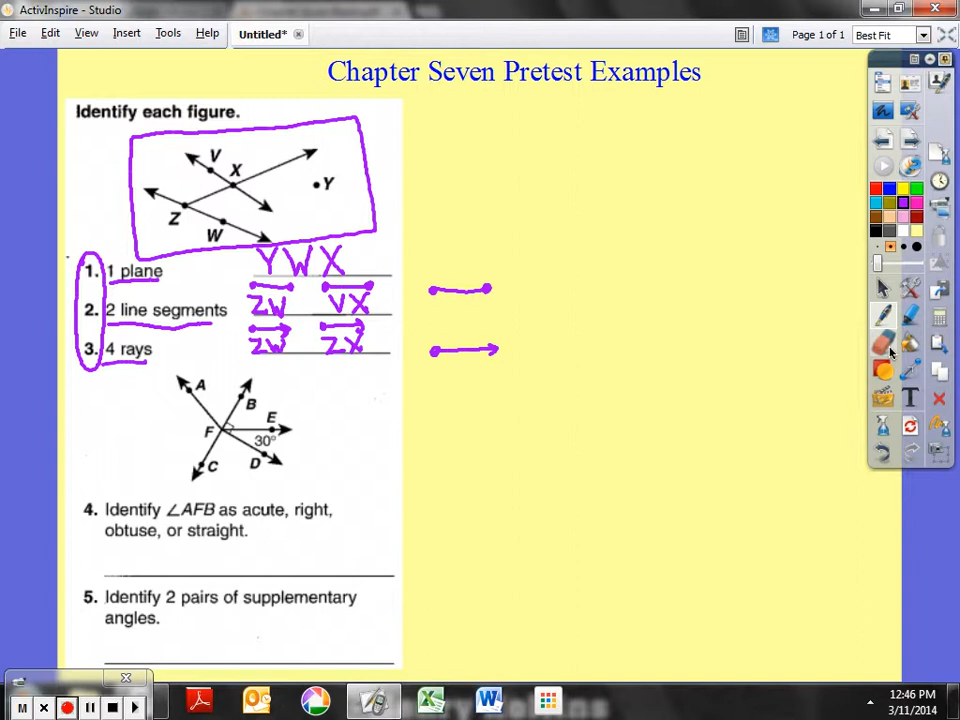 ActivInspire - Studio
File Edit View Insert Tools Help Untitled* Page 1 of 1 Best Fit
Chapter Seven Pretest Examples
Identify each figure.
V
X
Y
Z
W
Y W X
1. 1 plane
2. 2 line segments ZW VX
3. 4 rays ZW ZX
A
B
E
F
30°
C
D
4. Identify ∠AFB as acute, right,
obtuse, or straight.
5. Identify 2 pairs of supplementary
angles.
T
M
12:46 PM
3/11/2014